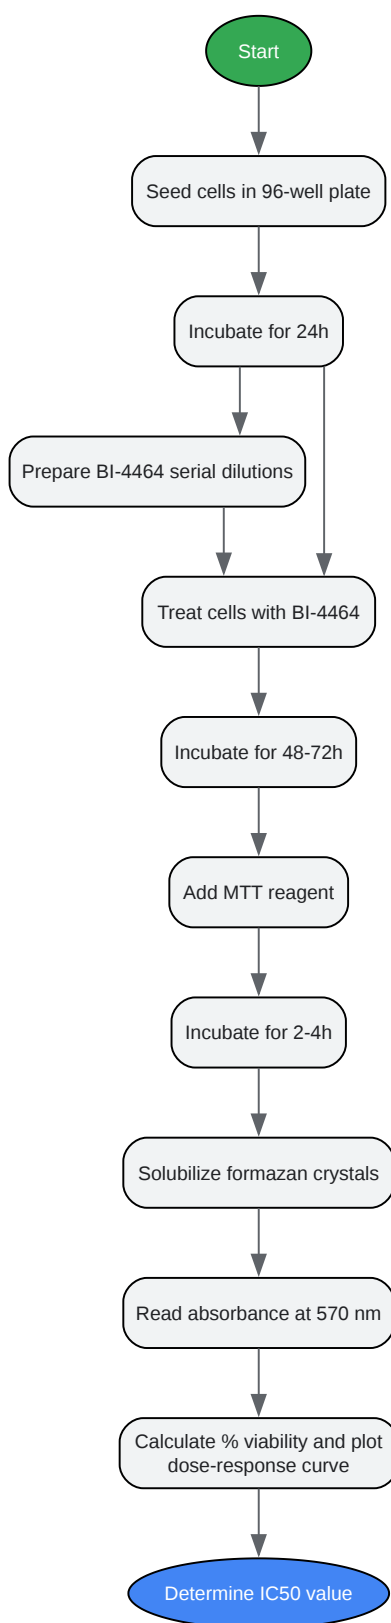 Start
Seed cells in 96-well plate
Incubate for 24h
Prepare BI-4464 serial dilutions
Treat cells with BI-4464
Incubate for 48-72h
Add MTT reagent
Incubate for 2-4h
Solubilize formazan crystals
Read absorbance at 570 nm
Calculate % viability and plot
dose-response curve
Determine IC50 value